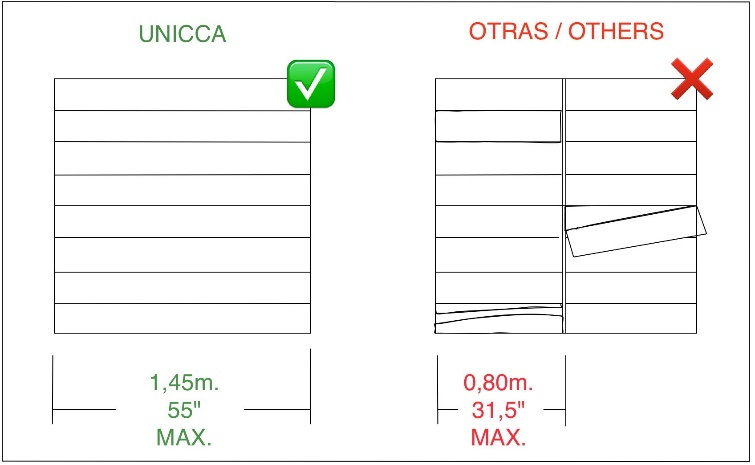 UNICCA
OTRAS / OTHERS
1,45m.
55"
MAX.
0,80m.
31,5"
MAX.